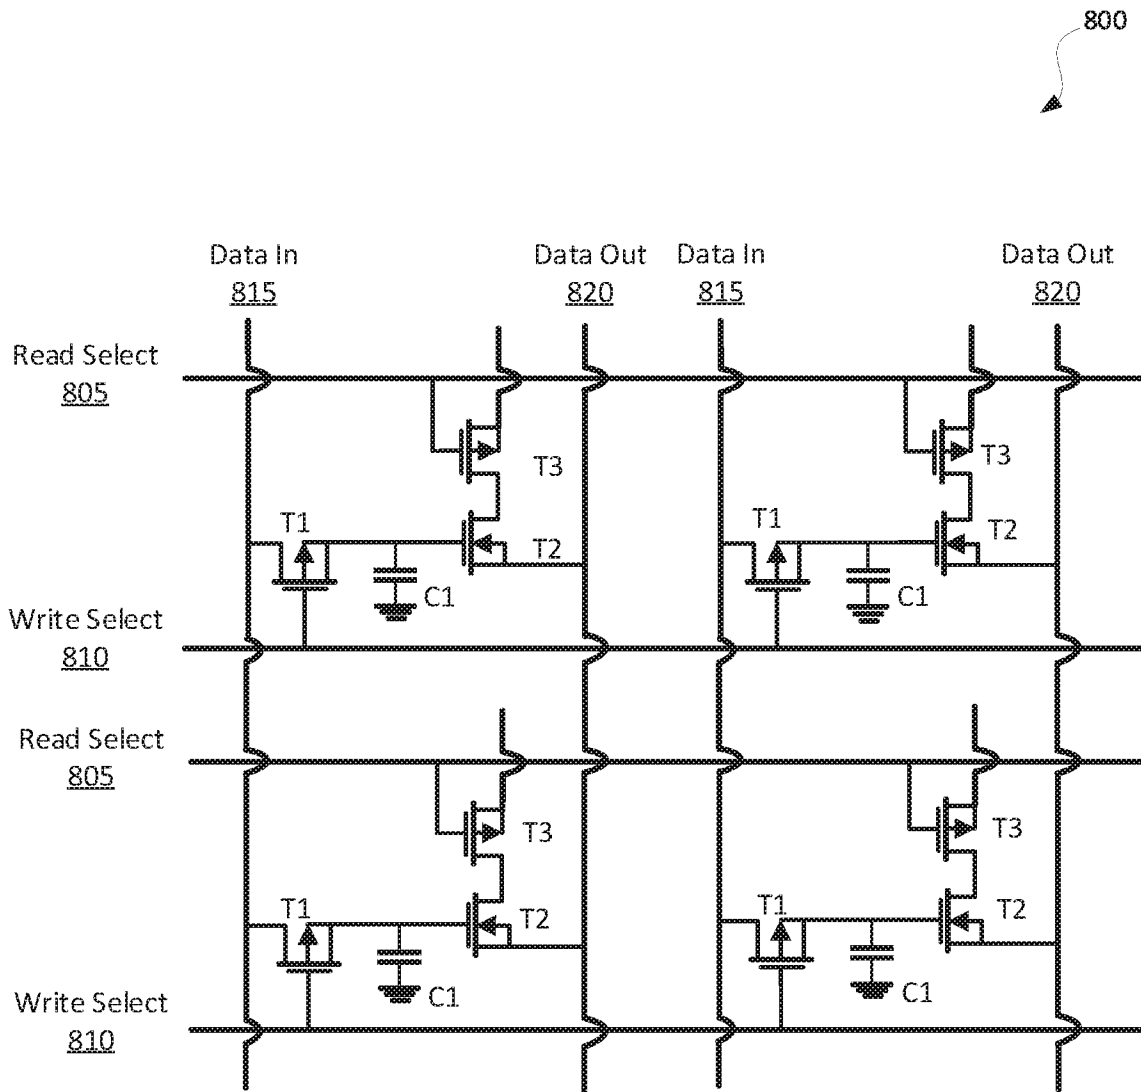 800
Data In
815
Data Out
820
Data In
815
Data Out
820
Read Select
805
T3
T3
T1
T2
T1
T2
C1
C1
Write Select
810
Read Select
805
T3
T3
T1
T2
T1
T2
C1
C1
Write Select
810